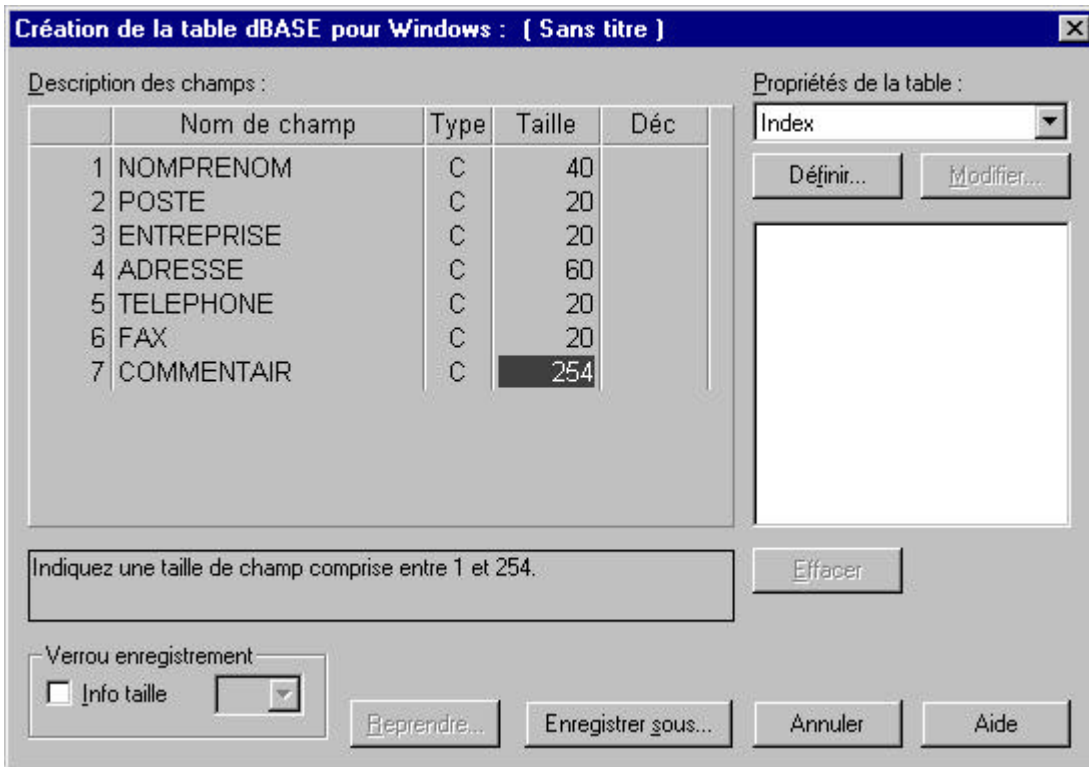 Création de la table dBASE pour Windows : ( Sans titre )
Description des champs :
Nom de champ Type Taille Déc
1 NOMPRENOM C 40
2 POSTE C 20
3 ENTREPRISE C 20
4 ADRESSE C 60
5 TELEPHONE C 20
6 FAX C 20
7 COMMENTAIR C 254
Propriétés de la table :
Index
Définir... Modifier...
Indiquez une taille de champ comprise entre 1 et 254.
Effacer
Verrou enregistrement
Info taille
Reprendre... Enregistrer sous... Annuler Aide